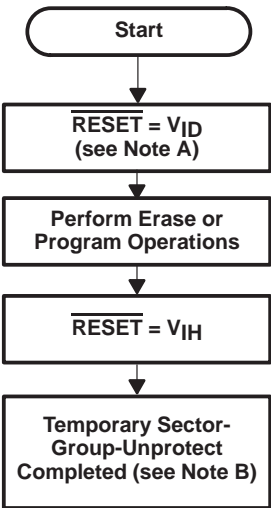 Start
RESET = VID
(see Note A)
Perform Erase or
Program Operations
RESET = VIH
Temporary Sector-
Group-Unprotect
Completed (see Note B)